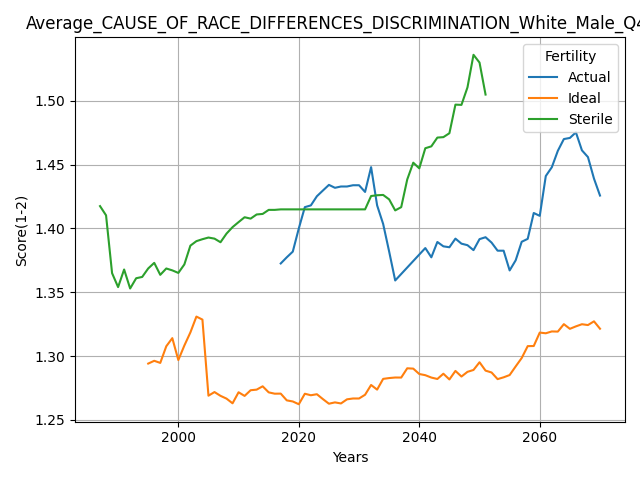 Average_CAUSE_OF_RACE_DIFFERENCES_DISCRIMINATION_White_Male_Q4
Fertility
Actual
Ideal
Sterile
Score(1-2)
1.50
1.45
1.40
1.35
1.30
1.25
2000 2020 2040 2060
Years